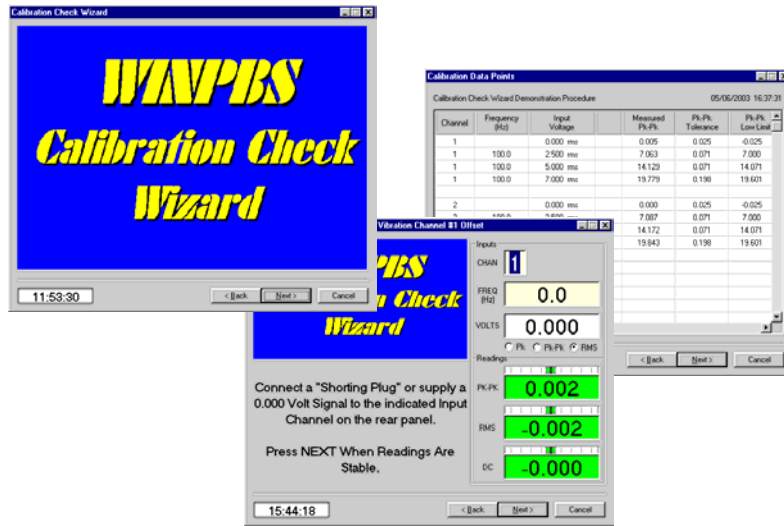 Calibration Check Wizard
WINPBS
Calibration Check
Wizard
11:53:30
< Back
Next >
Cancel
Calibration Data Points
Calibration Check Wizard Demonstration Procedure 05/06/2003 16:37:31
Channel Frequency (Hz) Input Voltage Measured Pk-Pk Pk-Pk Tolerance Pk-Pk Low Limit
1 0.000 rms 0.005 0.025 -0.025
1 100.0 2.500 rms 7.063 0.071 7.000
1 100.0 5.000 rms 14.129 0.071 14.071
1 100.0 7.000 rms 19.779 0.198 19.601
2 0.000 rms 0.000 0.025 -0.025
7.087 0.071 7.000
14.172 0.071 14.071
19.843 0.198 19.601
< Back
Next >
Cancel
Vibration Channel #1 Offset
PBS
Check
Wizard
Connect a "Shorting Plug" or supply a
0.000 Volt Signal to the indicated Input
Channel on the rear panel.
Press NEXT When Readings Are
Stable.
Inputs
CHAN 1
FREQ (Hz) 0.0
VOLTS 0.000
Pk Pk-Pk RMS
Readings
PK-PK 0.002
RMS -0.002
DC -0.000
15:44:18
< Back
Next >
Cancel